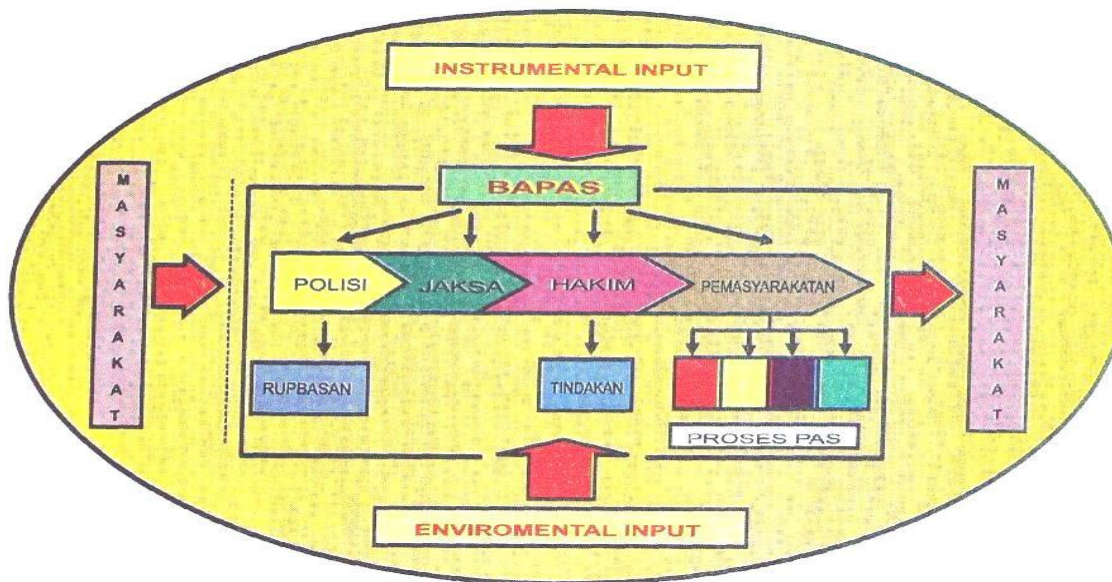 INSTRUMENTAL INPUT
BAPAS
MASYARAKAT
POLISI
JAKSA
HAKIM
PEMASYARAKATAN
RUPBASAN
TINDAKAN
PROSES PAS
MASYARAKAT
ENVIROMENTAL INPUT